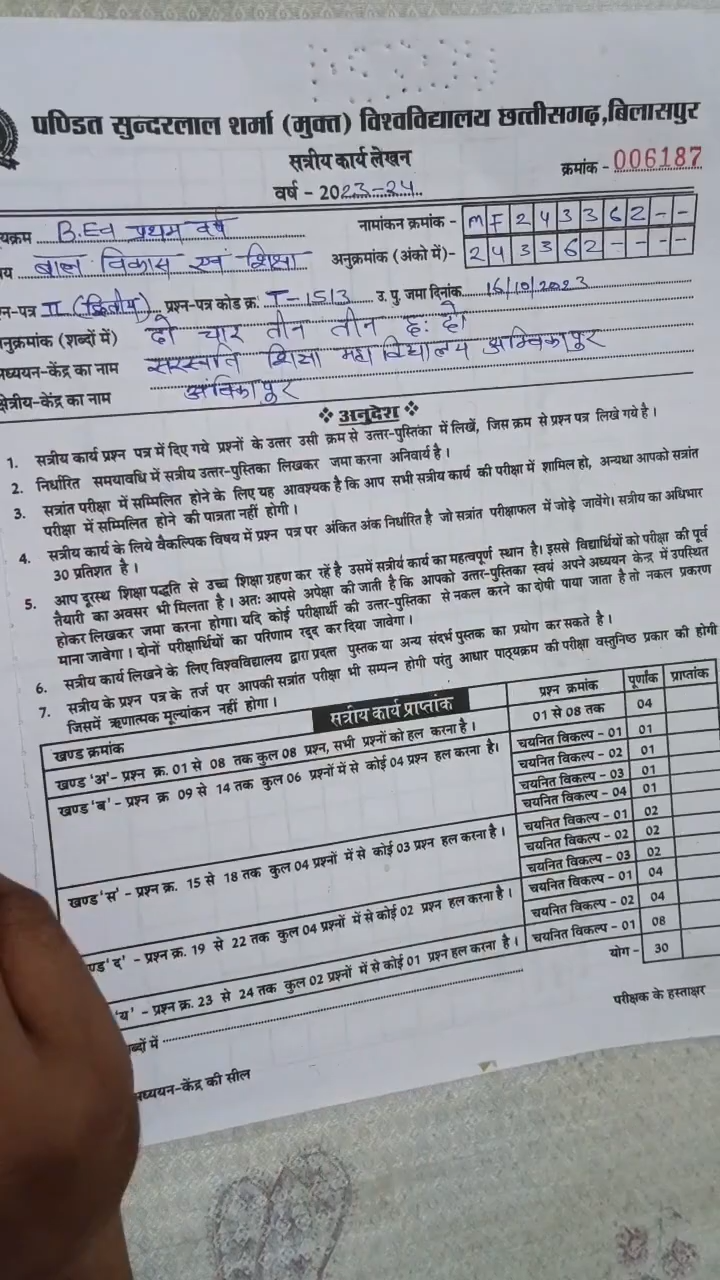 पण्डित सुन्दरलाल शर्मा (मुक्त) विश्वविद्यालय छत्तीसगढ़,बिलासपुर
सत्रीय कार्य लेखन
क्रमांक - 006187
वर्ष - 2023-24
यक्रम B.Ed प्रथम वर्ष
नामांकन क्रमांक - M F 2 4 3 3 6 2 - -
य बाल विकास एवं शिक्षा
अनुक्रमांक (अंको में)- 2 4 3 3 6 2 - - - -
न-पत्र II (द्वितीय) प्रश्न-पत्र कोड क्र: T-1513 उ. पु. जमा दिनांक 16/10/2023
नुक्रमांक (शब्दों में) दो चार तीन तीन छः दो
मध्ययन-केंद्र का नाम सरस्वति शिक्षा महाविद्यालय अम्बिकापुर
क्षेत्रीय-केंद्र का नाम अंबिकापुर
❖ अनुदेश ❖
1. सत्रीय कार्य प्रश्न पत्र में दिए गये प्रश्नों के उत्तर उसी क्रम से उत्तर-पुस्तिका में लिखें, जिस क्रम से प्रश्न पत्र लिखे गये है।
2. निर्धारित समयावधि में सत्रीय उत्तर-पुस्तिका लिखकर जमा करना अनिवार्य है।
3. सत्रांत परीक्षा में सम्मिलित होने के लिए यह आवश्यक है कि आप सभी सत्रीय कार्य की परीक्षा में शामिल हो, अन्यथा आपको सत्रांत
परीक्षा में सम्मिलित होने की पात्रता नहीं होगी।
4. सत्रीय कार्य के लिये वैकल्पिक विषय में प्रश्न पत्र पर अंकित अंक निर्धारित है जो सत्रांत परीक्षाफल में जोड़े जावेंगे। सत्रीय का अधिभार
30 प्रतिशत है।
5. आप दूरस्थ शिक्षा पद्धति से उच्च शिक्षा ग्रहण कर रहे है उसमें सत्रीय कार्य का महत्वपूर्ण स्थान है। इससे विद्यार्थियों को परीक्षा की पूर्व
तैयारी का अवसर भी मिलता है। अतः आपसे अपेक्षा की जाती है कि आपको उत्तर-पुस्तिका स्वयं अपने अध्ययन केन्द्र में उपस्थित
होकर लिखकर जमा करना होगा। यदि कोई परीक्षार्थी की उत्तर-पुस्तिका से नकल करने का दोषी पाया जाता है तो नकल प्रकरण
माना जावेगा। दोनों परीक्षार्थियों का परिणाम रद्द कर दिया जावेगा।
6. सत्रीय कार्य लिखने के लिए विश्वविद्यालय द्वारा प्रदत्त पुस्तक या अन्य संदर्भ पुस्तक का प्रयोग कर सकते है।
7. सत्रीय के प्रश्न पत्र के तर्ज पर आपकी सत्रांत परीक्षा भी सम्पन्न होगी परंतु आधार पाठ्यक्रम की परीक्षा वस्तुनिष्ठ प्रकार की होगी
जिसमें ऋणात्मक मूल्यांकन नहीं होगा।
सत्रीय कार्य प्राप्तांक
खण्ड क्रमांक प्रश्न क्रमांक पूर्णांक प्राप्तांक
खण्ड 'अ'- प्रश्न क्र. 01 से 08 तक कुल 08 प्रश्न, सभी प्रश्नों को हल करना है। 01 से 08 तक 04
खण्ड 'ब' - प्रश्न क्र 09 से 14 तक कुल 06 प्रश्नों में से कोई 04 प्रश्न हल करना है। चयनित विकल्प - 01 01
चयनित विकल्प - 02 01
चयनित विकल्प - 03 01
चयनित विकल्प - 04 01
खण्ड 'स' - प्रश्न क्र. 15 से 18 तक कुल 04 प्रश्नों में से कोई 03 प्रश्न हल करना है। चयनित विकल्प - 01 02
चयनित विकल्प - 02 02
चयनित विकल्प - 03 02
ण्ड 'द' - प्रश्न क्र. 19 से 22 तक कुल 04 प्रश्नों में से कोई 02 प्रश्न हल करना है। चयनित विकल्प - 01 04
चयनित विकल्प - 02 04
'य' - प्रश्न क्र. 23 से 24 तक कुल 02 प्रश्नों में से कोई 01 प्रश्न हल करना है। चयनित विकल्प - 01 08
योग - 30
ब्दों में
परीक्षक के हस्ताक्षर
मध्ययन-केंद्र की सील